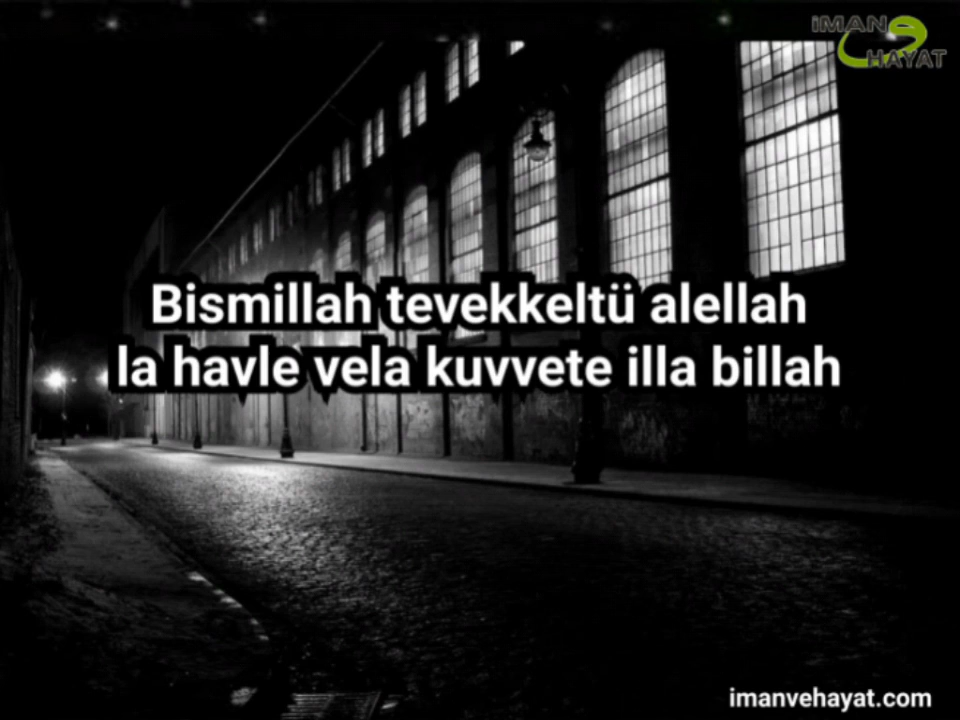 iMAN
HAYAT
Bismillah tevekkeltü alellah
la havle vela kuvvete illa billah
imanvehayat.com